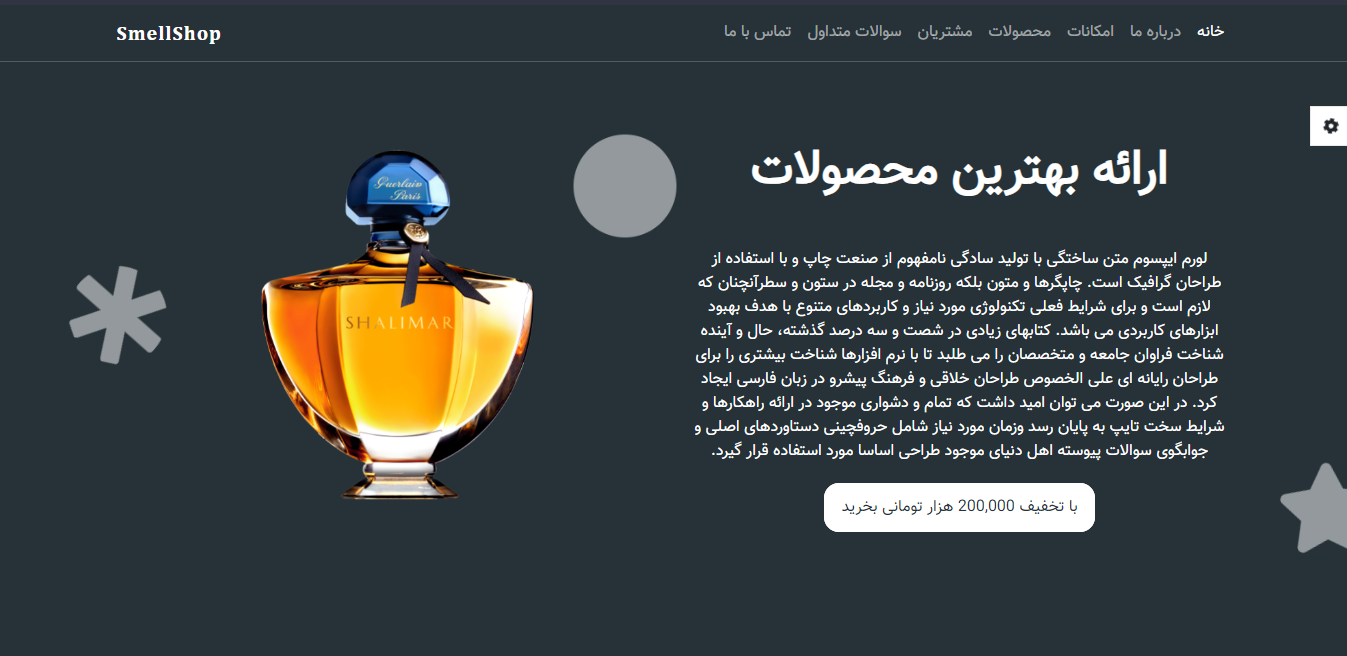 SmellShop
خانه درباره ما امکانات محصولات مشتریان سوالات متداول تماس با ما
ارائه بهترین محصولات
لورم ایپسوم متن ساختگی با تولید سادگی نامفهوم از صنعت چاپ و با استفاده از
طراحان گرافیک است. چاپگرها و متون بلکه روزنامه و مجله در ستون و سطرآنچنان که
لازم است و برای شرایط فعلی تکنولوژی مورد نیاز و کاربردهای متنوع با هدف بهبود
ابزارهای کاربردی می باشد. کتابهای زیادی در شصت و سه درصد گذشته، حال و آینده
شناخت فراوان جامعه و متخصصان را می طلبد تا با نرم افزارها شناخت بیشتری را برای
طراحان رایانه ای علی الخصوص طراحان خلاقی و فرهنگ پیشرو در زبان فارسی ایجاد
کرد. در این صورت می توان امید داشت که تمام و دشواری موجود در ارائه راهکارها و
شرایط سخت تایپ به پایان رسد وزمان مورد نیاز شامل حروفچینی دستاوردهای اصلی و
جوابگوی سوالات پیوسته اهل دنیای موجود طراحی اساسا مورد استفاده قرار گیرد.
با تخفیف 200,000 هزار تومانی بخرید
Guerlain
Paris
SHALIMAR